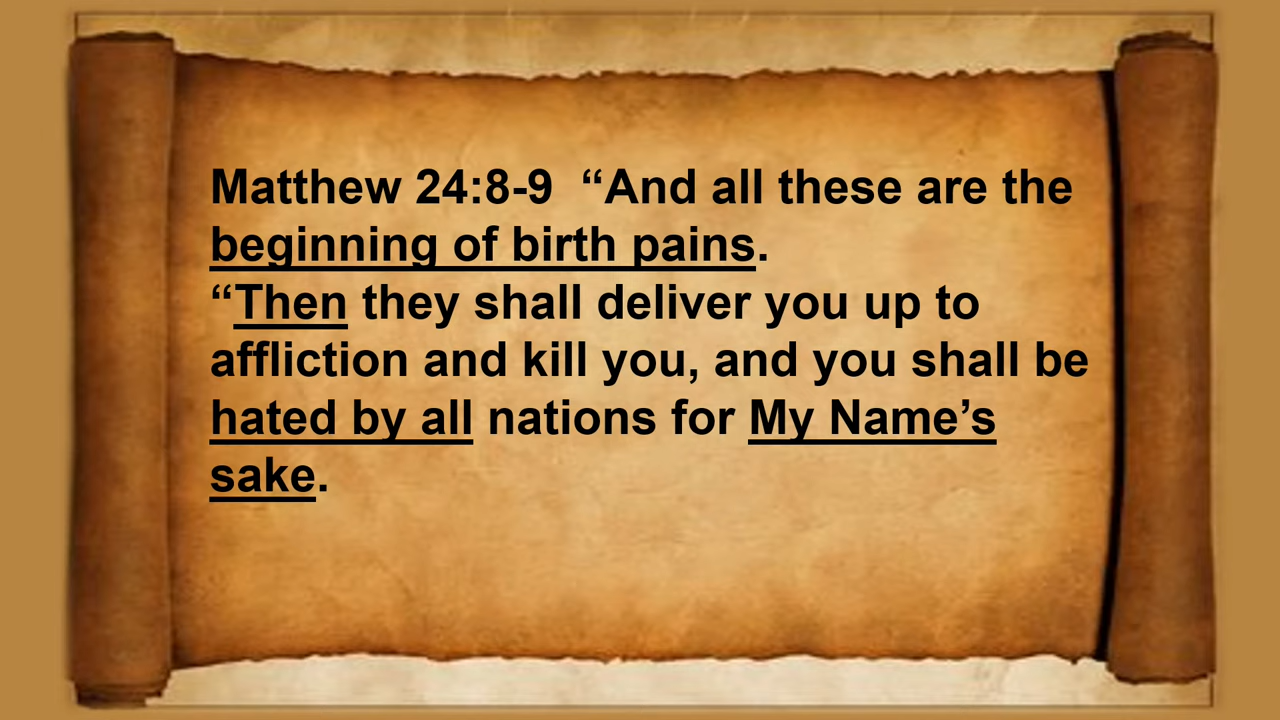 Matthew 24:8-9  “And all these are the
beginning of birth pains.
“Then they shall deliver you up to
affliction and kill you, and you shall be
hated by all nations for My Name’s
sake.